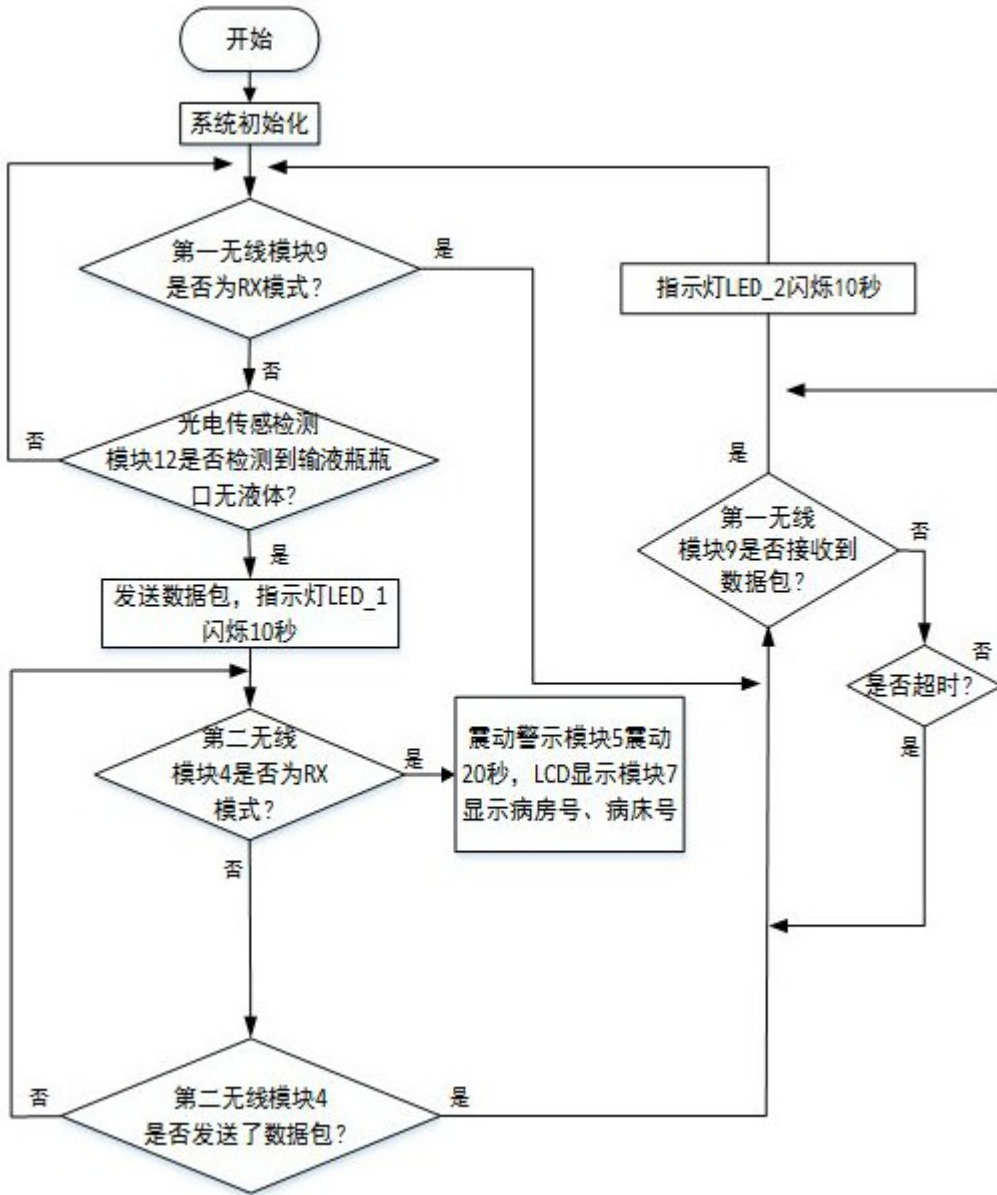 开始
系统初始化
第一无线模块9
是否为RX模式?
是
否
光电传感检测
模块12是否检测到输液瓶瓶
口无液体?
否
是
发送数据包，指示灯LED_1
闪烁10秒
第二无线
模块4是否为RX
模式?
是
震动警示模块5震动
20秒，LCD显示模块7
显示病房号、病床号
否
第二无线模块4
是否发送了数据包?
否
是
指示灯LED_2闪烁10秒
是
第一无线
模块9是否接收到
数据包?
否
是否超时?
否
是